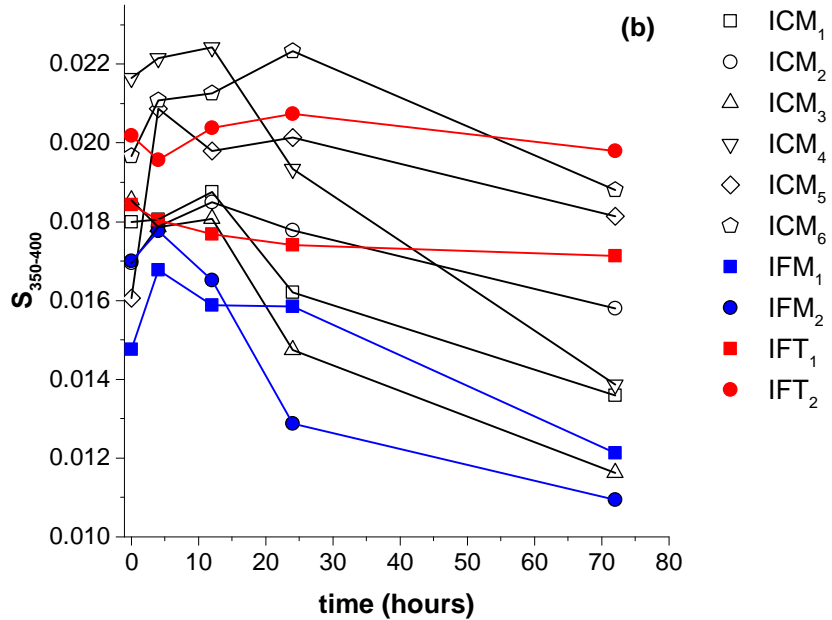 (b)
ICM1
ICM2
ICM3
ICM4
ICM5
ICM6
IFM1
IFM2
IFT1
IFT2
S350-400
0.022
0.020
0.018
0.016
0.014
0.012
0.010
0 10 20 30 40 50 60 70 80
time (hours)